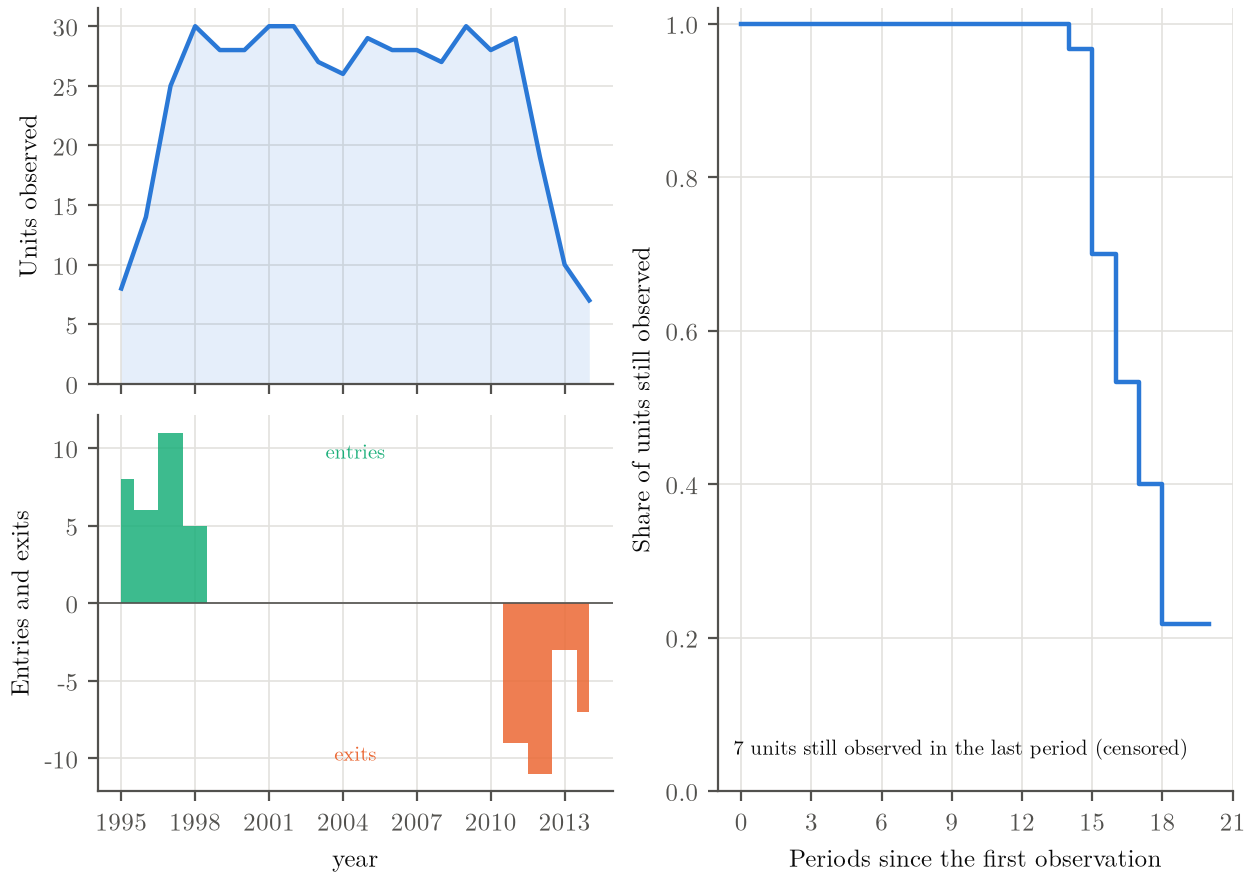 30
25
20
15
10
5
0
Units observed
10
5
0
-5
-10
Entries and exits
entries
exits
1995 1998 2001 2004 2007 2010 2013
year
1.0
0.8
0.6
0.4
0.2
0.0
Share of units still observed
7 units still observed in the last period (censored)
0 3 6 9 12 15 18 21
Periods since the first observation